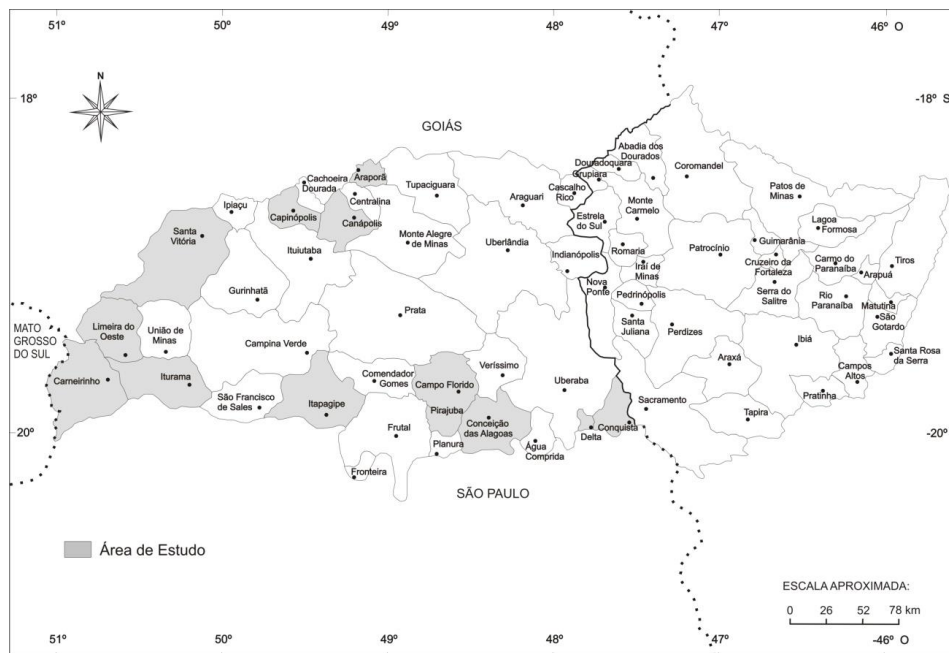 51º
50º
49º
48º
47º
46º O
N
18º
-18º S
GOIÁS
Abadia dos
Dourados
Douradoquara
Grupiara
Coromandel
Araporã
Cachoeira
Dourada
Tupaciguara
Cascalho
Rico
Patos de
Minas
Centralina
Araguari
Monte
Carmelo
Ipiaçu
Capinópolis
Canápolis
Estrela
do Sul
Lagoa
Formosa
Santa
Vitória
Monte Alegre
de Minas
Uberlândia
Patrocínio
Guimarânia
Ituiutaba
Indianópolis
Romaria
Iraí de
Minas
Cruzeiro da
Fortaleza
Carmo do
Paranaíba
Tiros
Arapuá
Gurinhatã
Nova
Ponte
Pedrinópolis
Serra do
Salitre
Rio
Paranaíba
Matutina
São
Gotardo
Prata
Santa
Juliana
Perdizes
MATO
GROSSO
DO SUL
Limeira do
Oeste
União de
Minas
Ibiá
Campina Verde
Santa Rosa
da Serra
Veríssimo
Araxá
Campos
Altos
Carneirinho
Iturama
Comendador
Gomes
Campo Florido
Uberaba
Pratinha
São Francisco
de Sales
Itapagipe
Pirajuba
Conceição
das Alagoas
Sacramento
Tapira
20º
-20º
Frutal
Delta
Conquista
Planura
Água
Comprida
Fronteira
SÃO PAULO
Área de Estudo
ESCALA APROXIMADA:
0 26 52 78 km
51º
50º
49º
48º
47º
-46º O